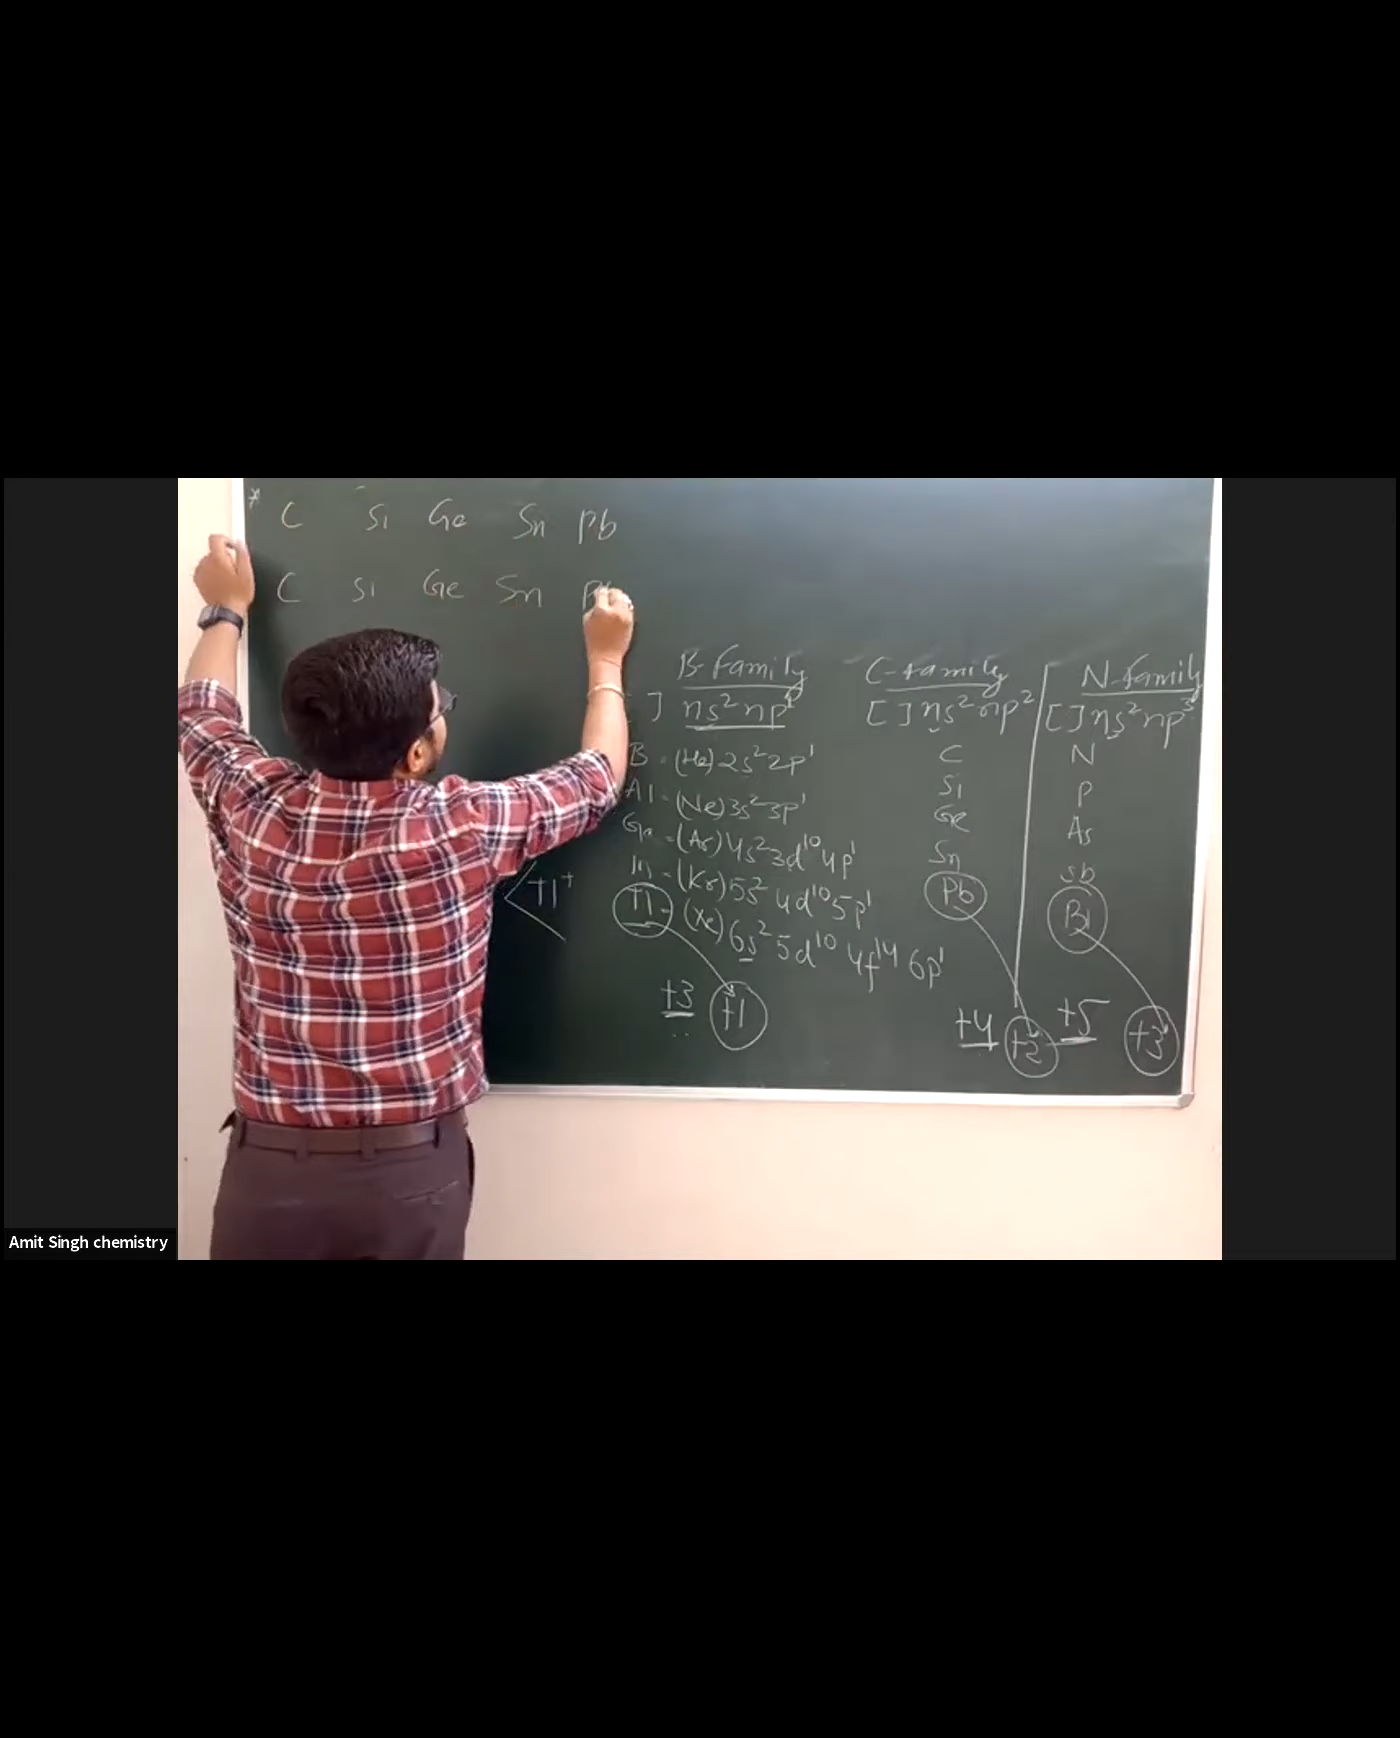 * C Si Ge Sn Pb
C Si Ge Sn
B-Family
] ns² np¹
B = (He) 2s² 2p¹
Al = (Ne) 3s² 3p¹
Ga = (Ar) 4s² 3d¹⁰ 4p¹
In = (Kr) 5s² 4d¹⁰ 5p¹
Tl = (Xe) 6s² 5d¹⁰ 4f¹⁴ 6p¹
+3 +1
Tl⁺
C-family
[ ] ns² np²
C
Si
Ge
Sn
Pb
+4 +2
N-family
[ ] ns² np³
N
P
As
Sb
Bi
+5 +3
Amit Singh chemistry